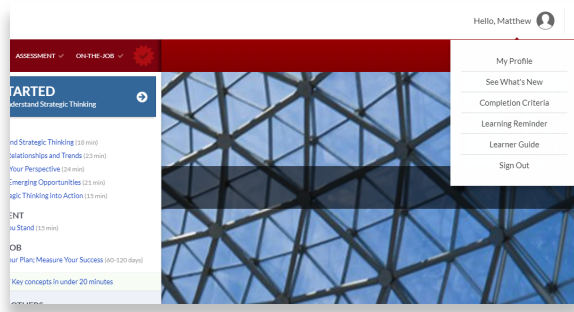 Hello, Matthew
ASSESSMENT ON-THE-JOB
My Profile
See What's New
Completion Criteria
Learning Reminder
Learner Guide
Sign Out
TARTED
nderstand Strategic Thinking
nd Strategic Thinking (18 min)
Relationships and Trends (23 min)
Your Perspective (24 min)
Emerging Opportunities (21 min)
egic Thinking into Action (15 min)
ENT
ou Stand (15 min)
OB
ur Plan; Measure Your Success (60-120 days)
Key concepts in under 20 minutes